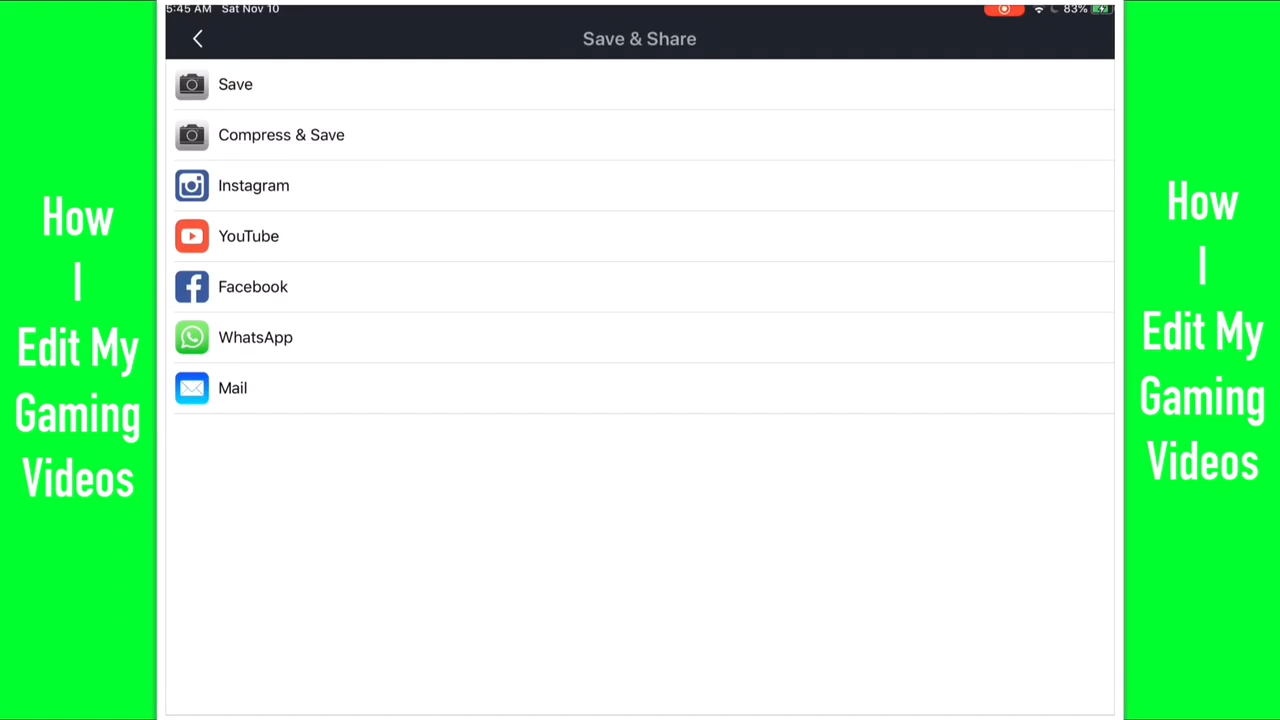 5:45 AM Sat Nov 10
83%
Save & Share
Save
Compress & Save
Instagram
YouTube
Facebook
WhatsApp
Mail
How
I
Edit My
Gaming
Videos
How
I
Edit My
Gaming
Videos